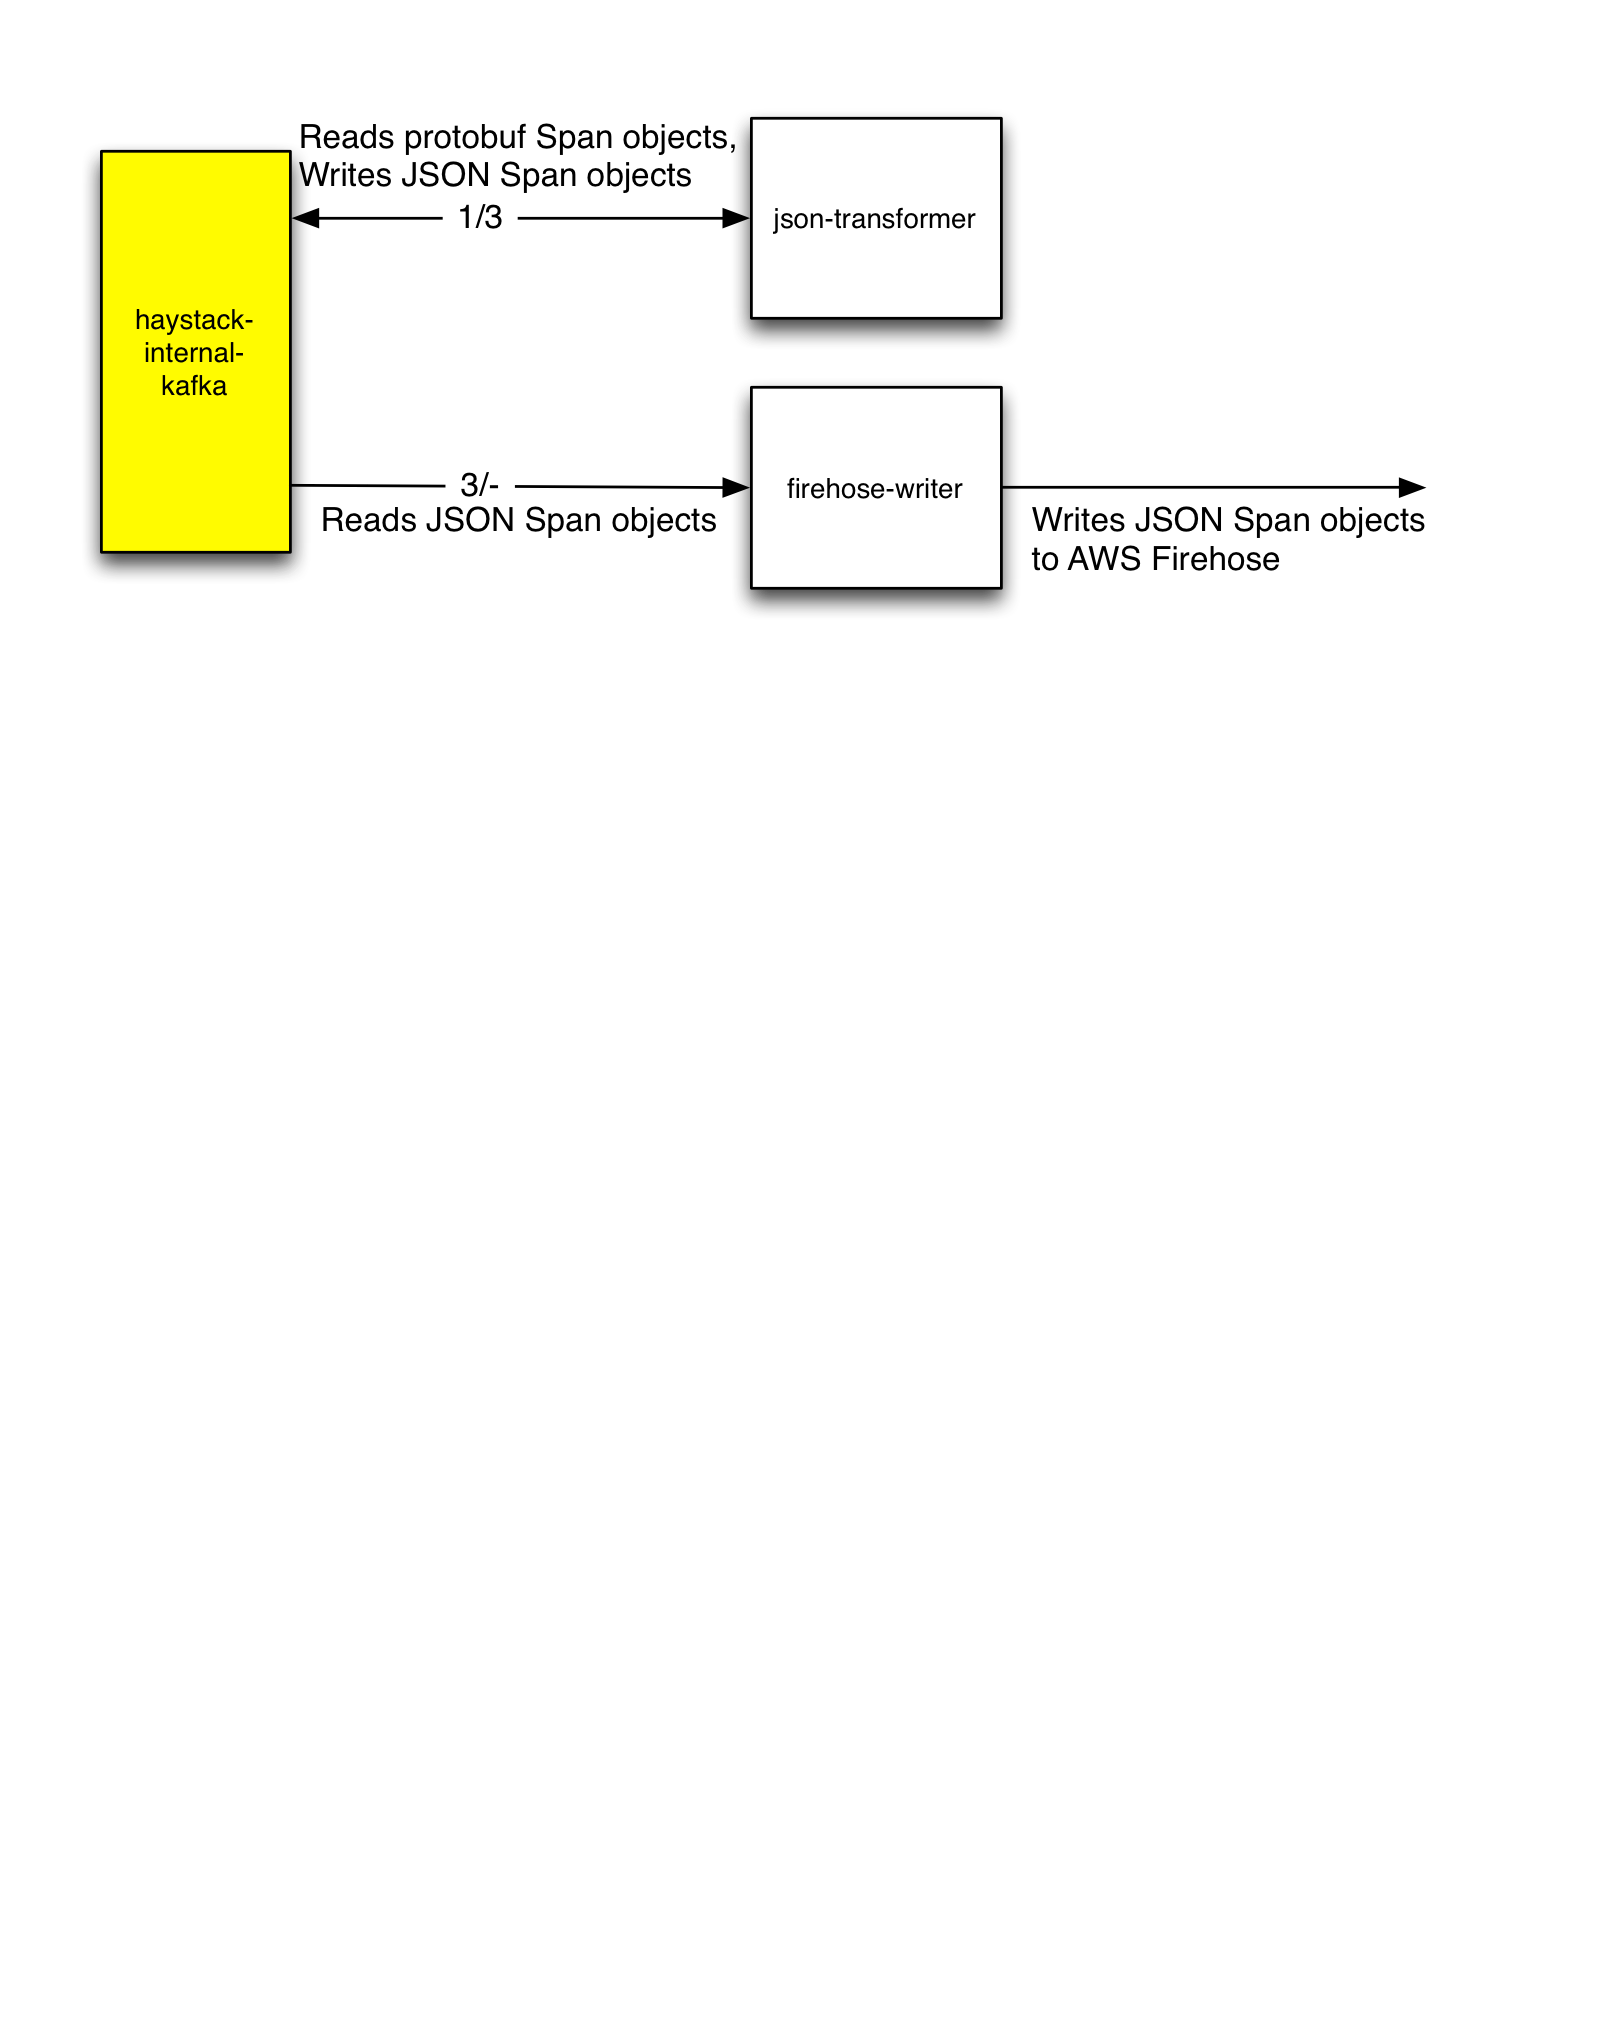 Reads protobuf Span objects,
Writes JSON Span objects
1/3
json-transformer
haystack-
internal-
kafka
3/-
Reads JSON Span objects
firehose-writer
Writes JSON Span objects
to AWS Firehose